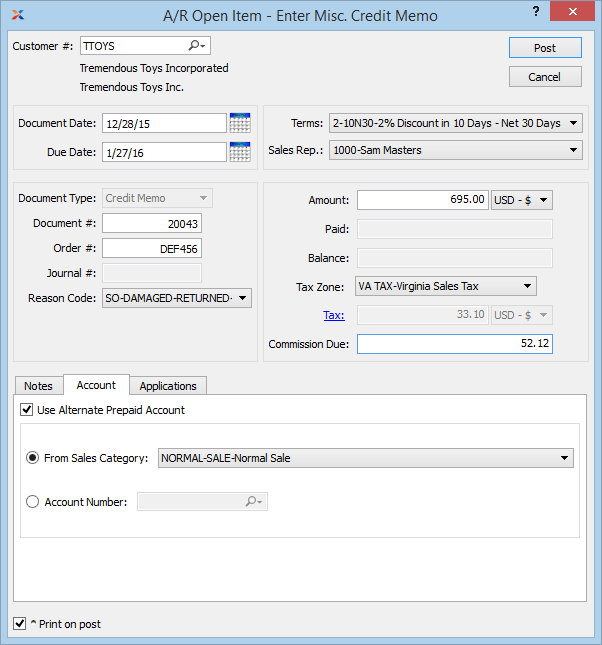 A/R Open Item - Enter Misc. Credit Memo ?
Customer #: TTOYS Post
Tremendous Toys Incorporated
Tremendous Toys Inc. Cancel
Document Date: 12/28/15
Due Date: 1/27/16
Terms: 2-10N30-2% Discount in 10 Days - Net 30 Days
Sales Rep.: 1000-Sam Masters
Document Type: Credit Memo
Document #: 20043
Order #: DEF456
Journal #:
Reason Code: SO-DAMAGED-RETURNED-
Amount: 695.00 USD - $
Paid:
Balance:
Tax Zone: VA TAX-Virginia Sales Tax
Tax: 33.10 USD - $
Commission Due: 52.12
Notes Account Applications
Use Alternate Prepaid Account
From Sales Category: NORMAL-SALE-Normal Sale
Account Number:
^ Print on post